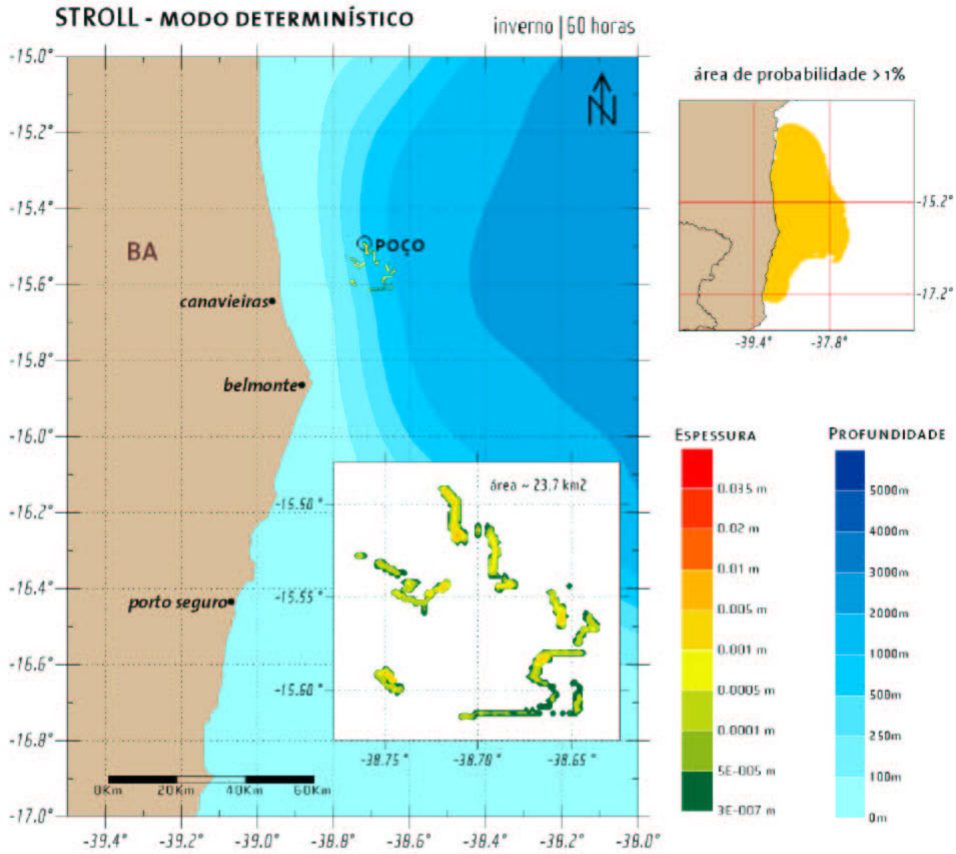 STROLL - MODO DETERMINÍSTICO
inverno | 60 horas
-15.0°
-15.2°
-15.4°
-15.6°
-15.8°
-16.0°
-16.2°
-16.4°
-16.6°
-16.8°
-17.0°
N
BA
POÇO
canavieiras
belmonte
porto seguro
0Km 20Km 40Km 60Km
-39.4° -39.2° -39.0° -38.8° -38.6° -38.4° -38.2° -38.0°
área ~ 23.7 km2
-15.50°
-15.55°
-15.60°
-38.75° -38.70° -38.65°
área de probabilidade > 1%
-15.2°
-17.2°
-39.4° -37.8°
ESPESSURA
0.035 m
0.02 m
0.01 m
0.005 m
0.001 m
0.0005 m
0.0001 m
5E-005 m
3E-007 m
PROFUNDIDADE
5000m
4000m
3000m
2000m
1000m
500m
250m
100m
0m